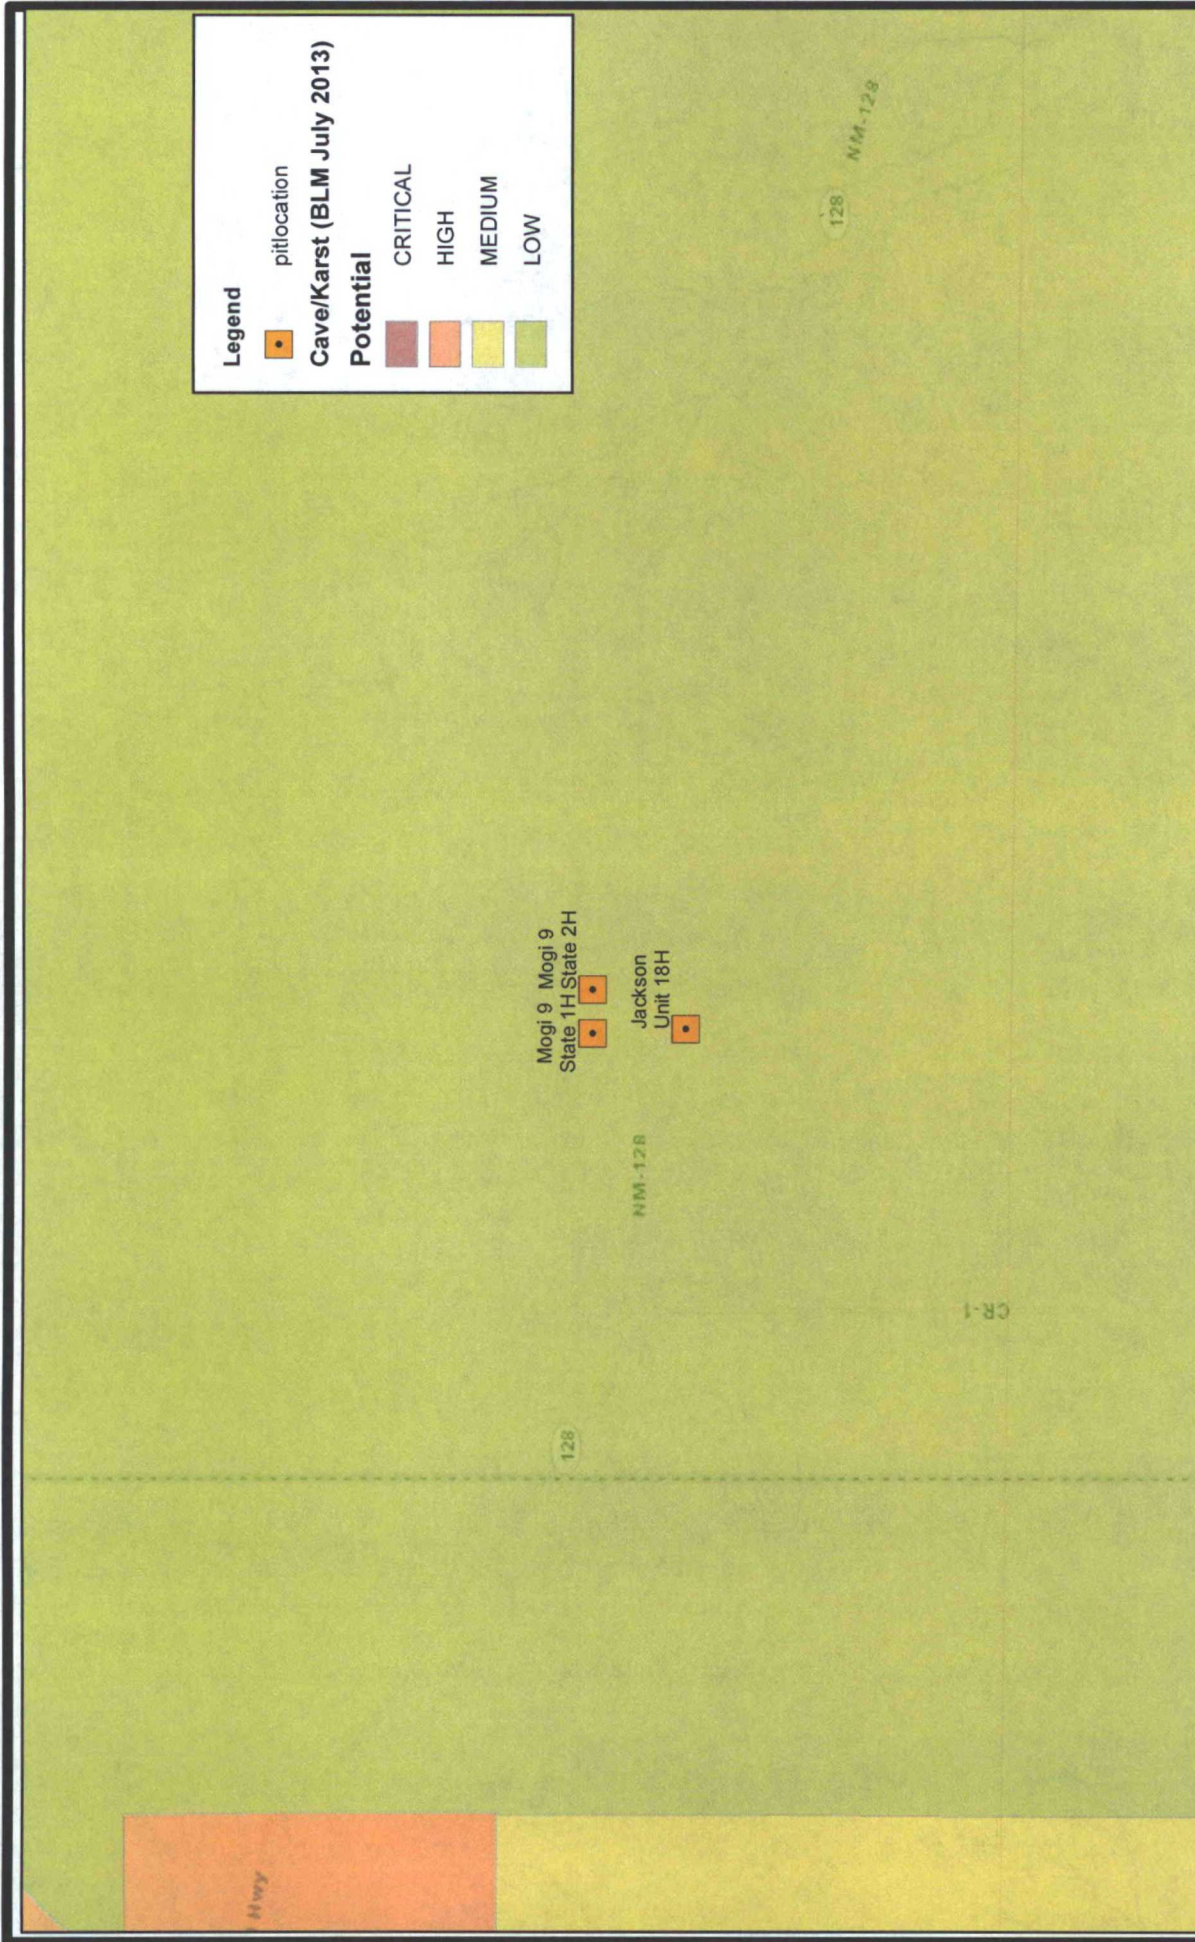 Legend
pitlocation
Cave/Karst (BLM July 2013)
Potential
CRITICAL
HIGH
MEDIUM
LOW
Mogi 9
State 1H
Mogi 9
State 2H
Jackson
Unit 18H
NM-128
128
NM-128
128
CR-1
Hwy